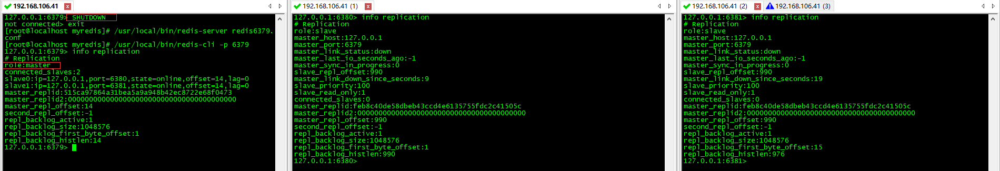 192.168.106.41
127.0.0.1:6379> SHUTDOWN
not connected> exit
[root@localhost myredis]# /usr/local/bin/redis-server redis6379.
conf
[root@localhost myredis]# /usr/local/bin/redis-cli -p 6379
127.0.0.1:6379> info replication
# Replication
role:master
connected_slaves:2
slave0:ip=127.0.0.1,port=6380,state=online,offset=14,lag=0
slave1:ip=127.0.0.1,port=6381,state=online,offset=14,lag=0
master_replid:515ca97864a31bea5a9a948b42ec8722e68f0473
master_replid2:0000000000000000000000000000000000000000
master_repl_offset:14
second_repl_offset:-1
repl_backlog_active:1
repl_backlog_size:1048576
repl_backlog_first_byte_offset:1
repl_backlog_histlen:14
127.0.0.1:6379>
192.168.106.41 (1)
127.0.0.1:6380> info replication
# Replication
role:slave
master_host:127.0.0.1
master_port:6379
master_link_status:down
master_last_io_seconds_ago:-1
master_sync_in_progress:0
slave_repl_offset:990
master_link_down_since_seconds:9
slave_priority:100
slave_read_only:1
connected_slaves:0
master_replid:feb8c40de58dbeb43ccd4e6135755fdc2c41505c
master_replid2:0000000000000000000000000000000000000000
master_repl_offset:990
second_repl_offset:-1
repl_backlog_active:1
repl_backlog_size:1048576
repl_backlog_first_byte_offset:1
repl_backlog_histlen:990
127.0.0.1:6380>
192.168.106.41 (2)
192.168.106.41 (3)
127.0.0.1:6381> info replication
# Replication
role:slave
master_host:127.0.0.1
master_port:6379
master_link_status:down
master_last_io_seconds_ago:-1
master_sync_in_progress:0
slave_repl_offset:990
master_link_down_since_seconds:19
slave_priority:100
slave_read_only:1
connected_slaves:0
master_replid:feb8c40de58dbeb43ccd4e6135755fdc2c41505c
master_replid2:0000000000000000000000000000000000000000
master_repl_offset:990
second_repl_offset:-1
repl_backlog_active:1
repl_backlog_size:1048576
repl_backlog_first_byte_offset:15
repl_backlog_histlen:976
127.0.0.1:6381>